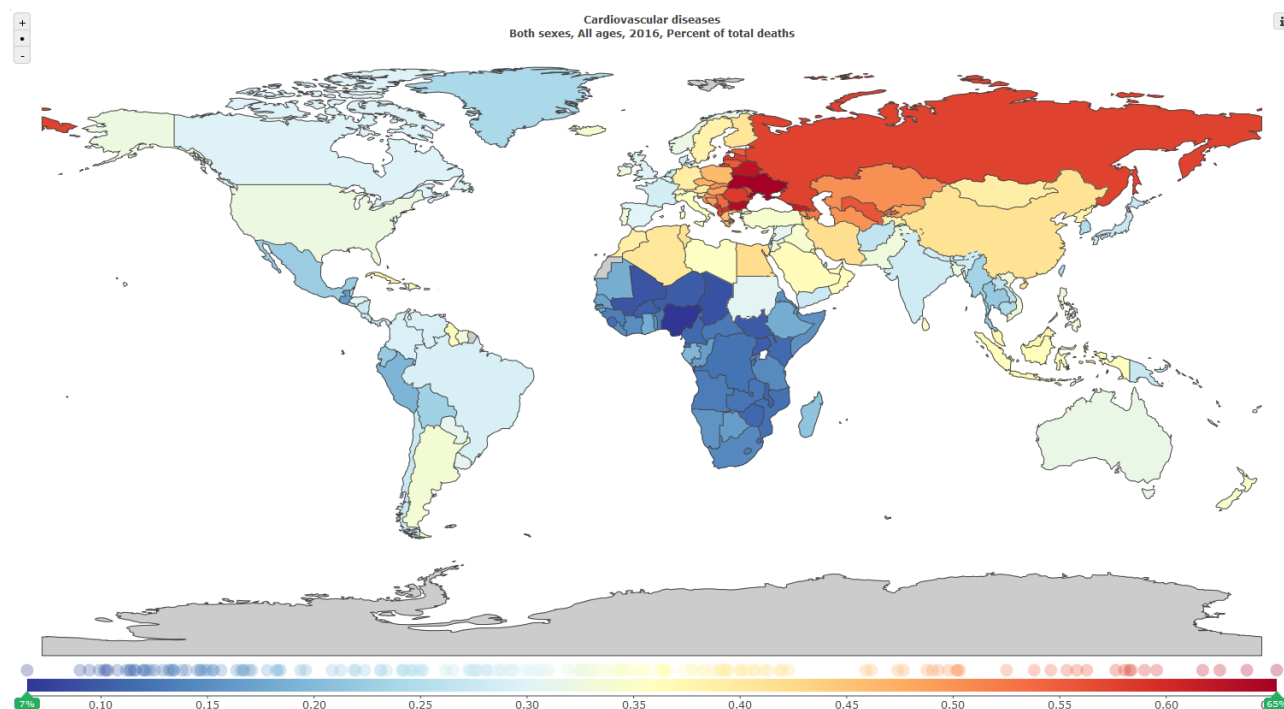 Cardiovascular diseases
Both sexes, All ages, 2016, Percent of total deaths
+
•
-
i
7% 0.10 0.15 0.20 0.25 0.30 0.35 0.40 0.45 0.50 0.55 0.60 65%